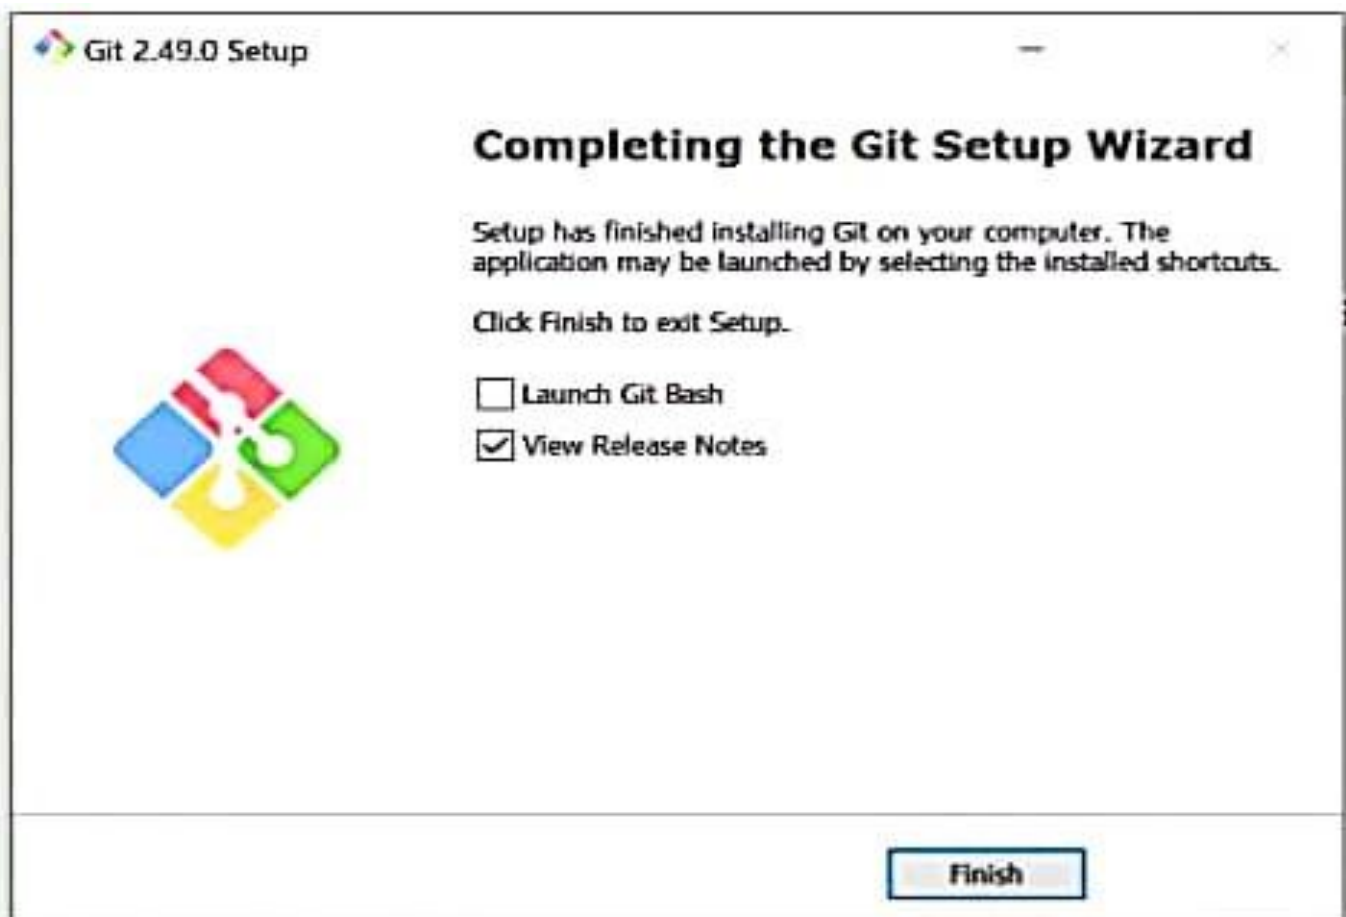 Git 2.49.0 Setup
Completing the Git Setup Wizard
Setup has finished installing Git on your computer. The
application may be launched by selecting the installed shortcuts.
Click Finish to exit Setup.
Launch Git Bash
View Release Notes
Finish